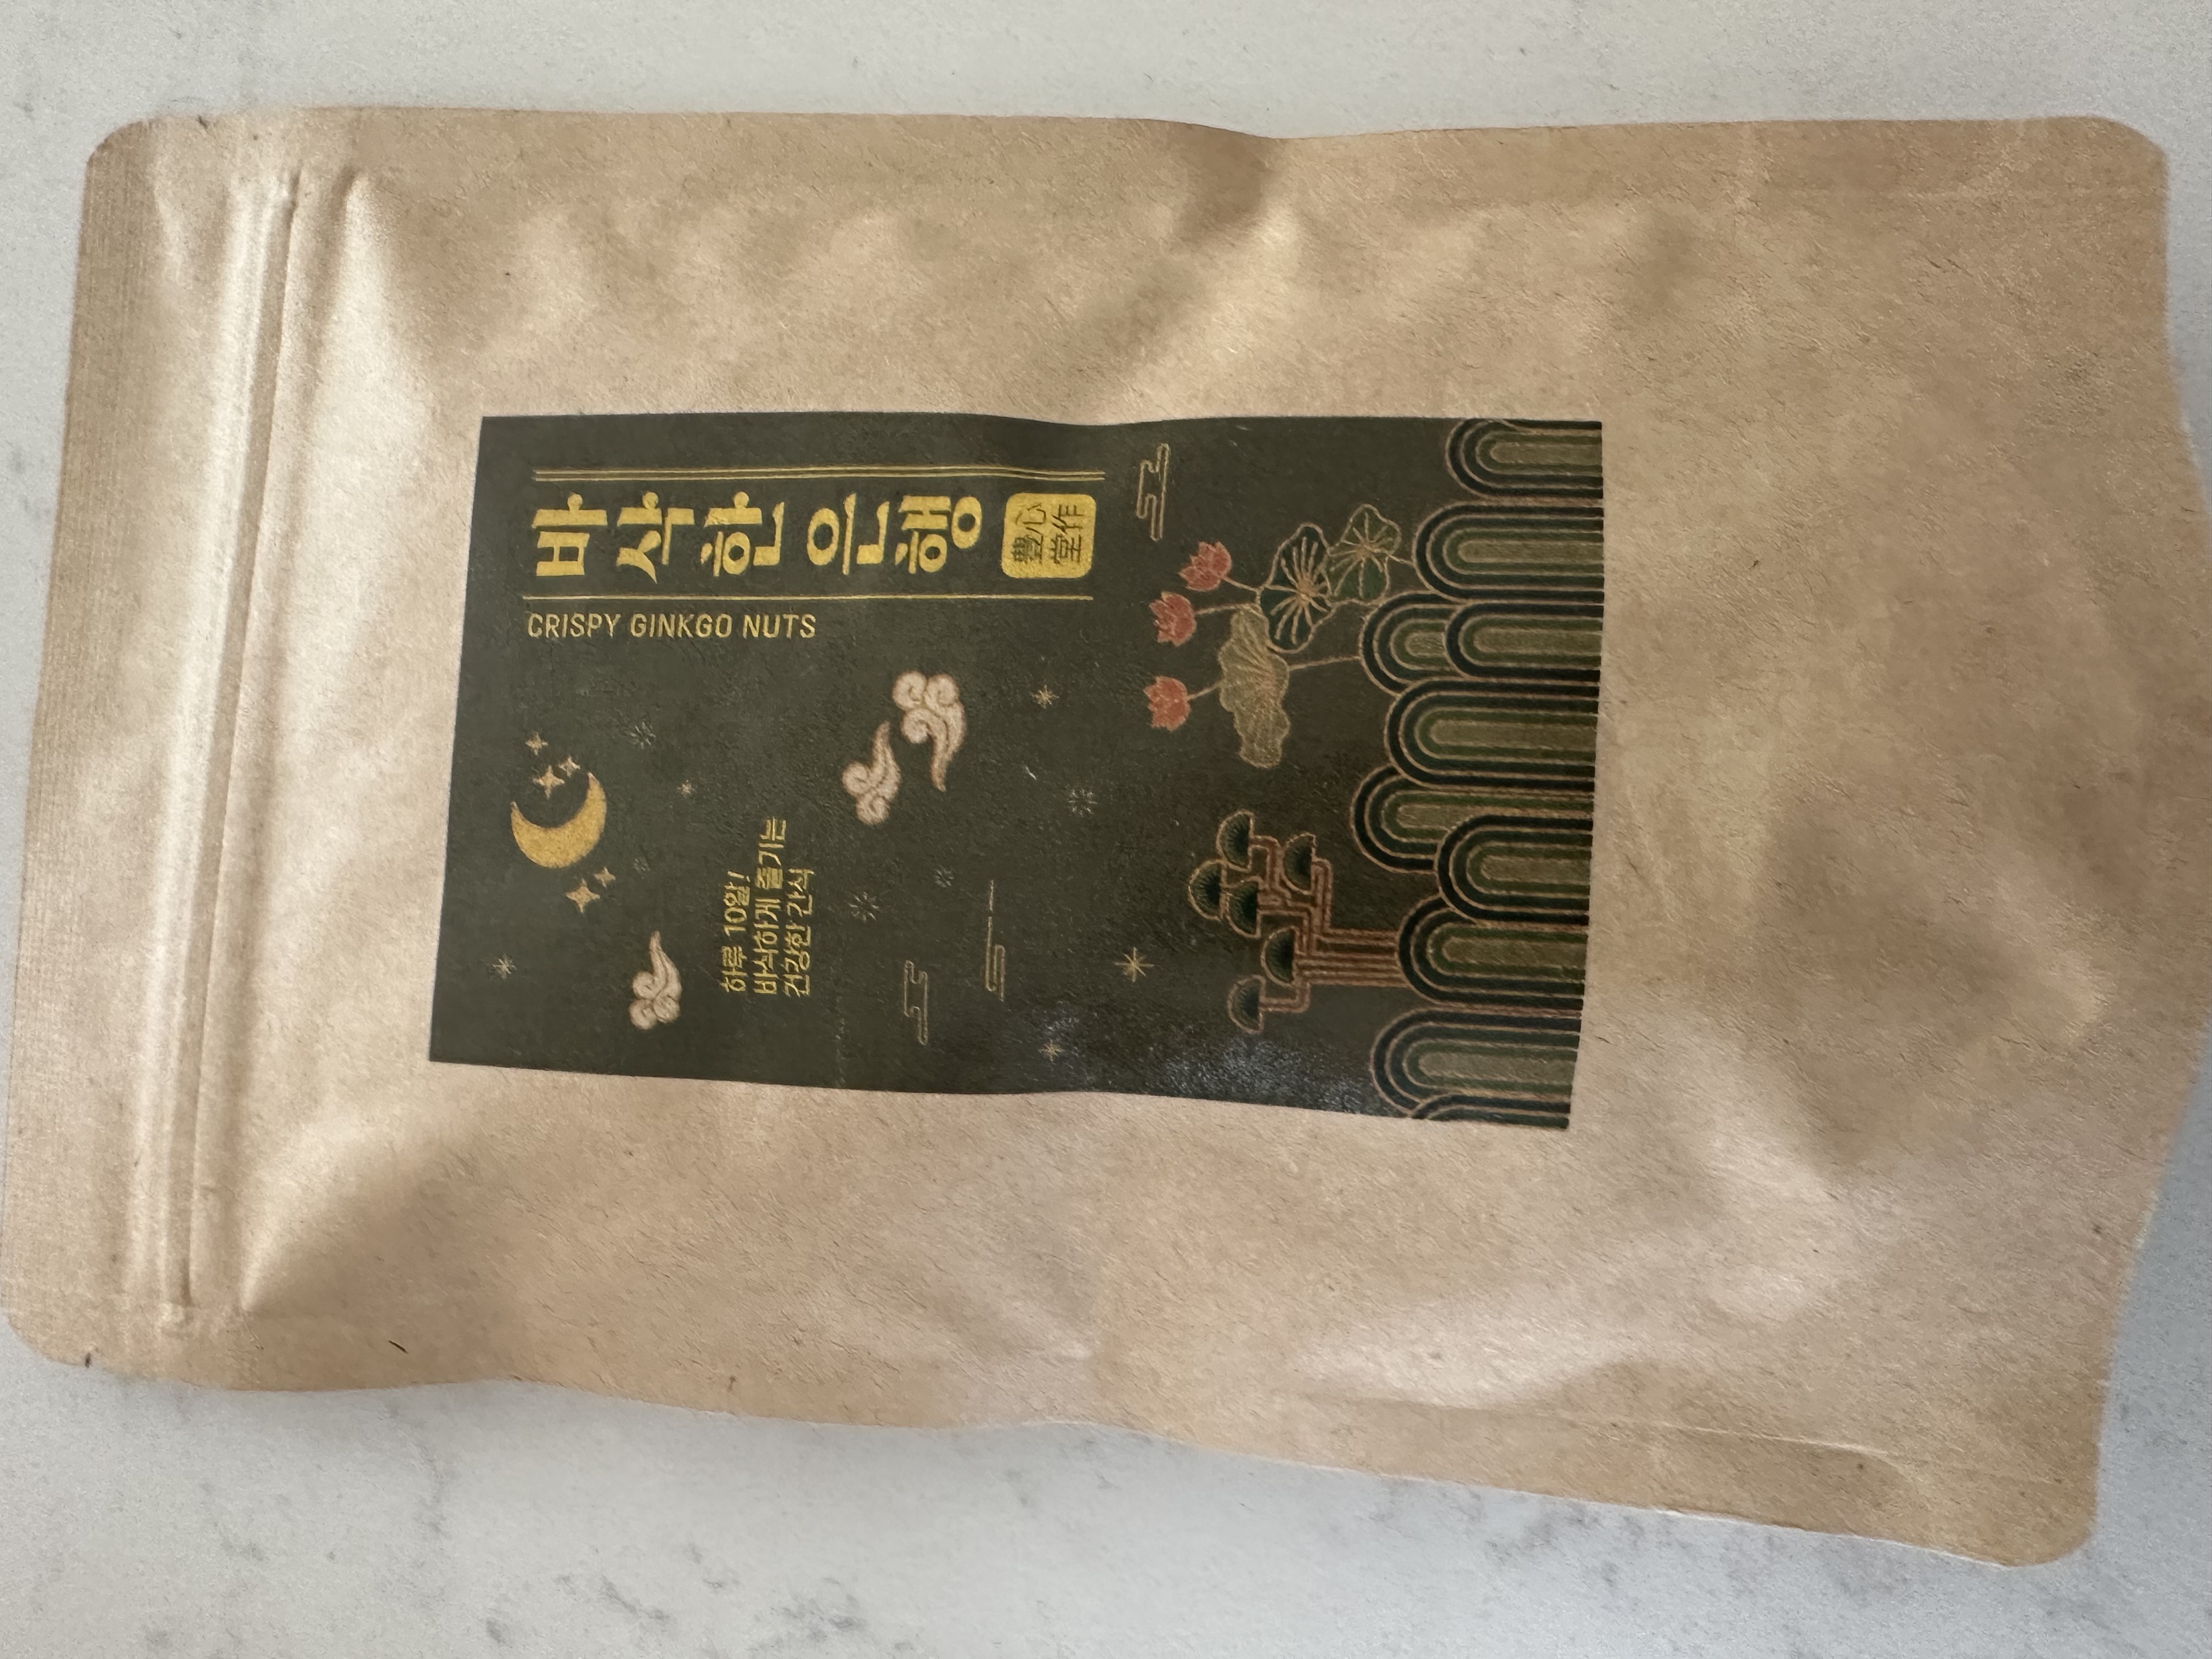 바삭한은행
豊心
堂作
CRISPY GINKGO NUTS
하루 10알!
바삭하게 즐기는
건강한 간식